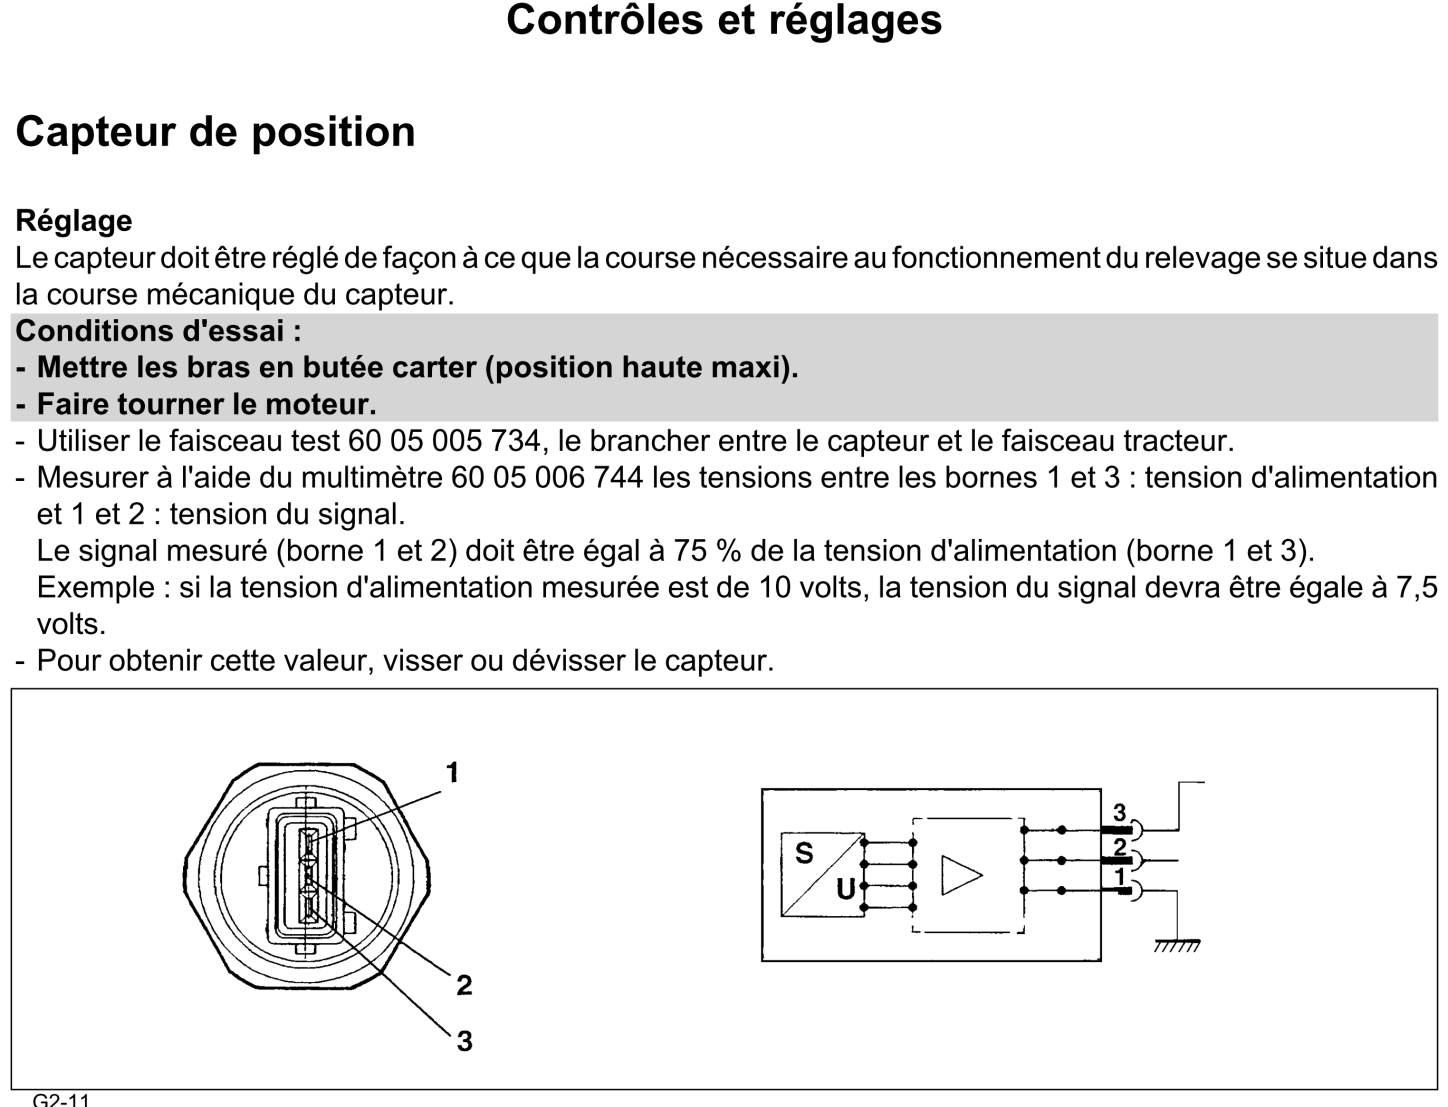 Contrôles et réglages
Capteur de position
Réglage
Le capteur doit être réglé de façon à ce que la course nécessaire au fonctionnement du relevage se situe dans
la course mécanique du capteur.
Conditions d'essai :
- Mettre les bras en butée carter (position haute maxi).
- Faire tourner le moteur.
- Utiliser le faisceau test 60 05 005 734, le brancher entre le capteur et le faisceau tracteur.
- Mesurer à l'aide du multimètre 60 05 006 744 les tensions entre les bornes 1 et 3 : tension d'alimentation
et 1 et 2 : tension du signal.
Le signal mesuré (borne 1 et 2) doit être égal à 75 % de la tension d'alimentation (borne 1 et 3).
Exemple : si la tension d'alimentation mesurée est de 10 volts, la tension du signal devra être égale à 7,5
volts.
- Pour obtenir cette valeur, visser ou dévisser le capteur.
1
2
3
S
U
3
2
1
G2-11